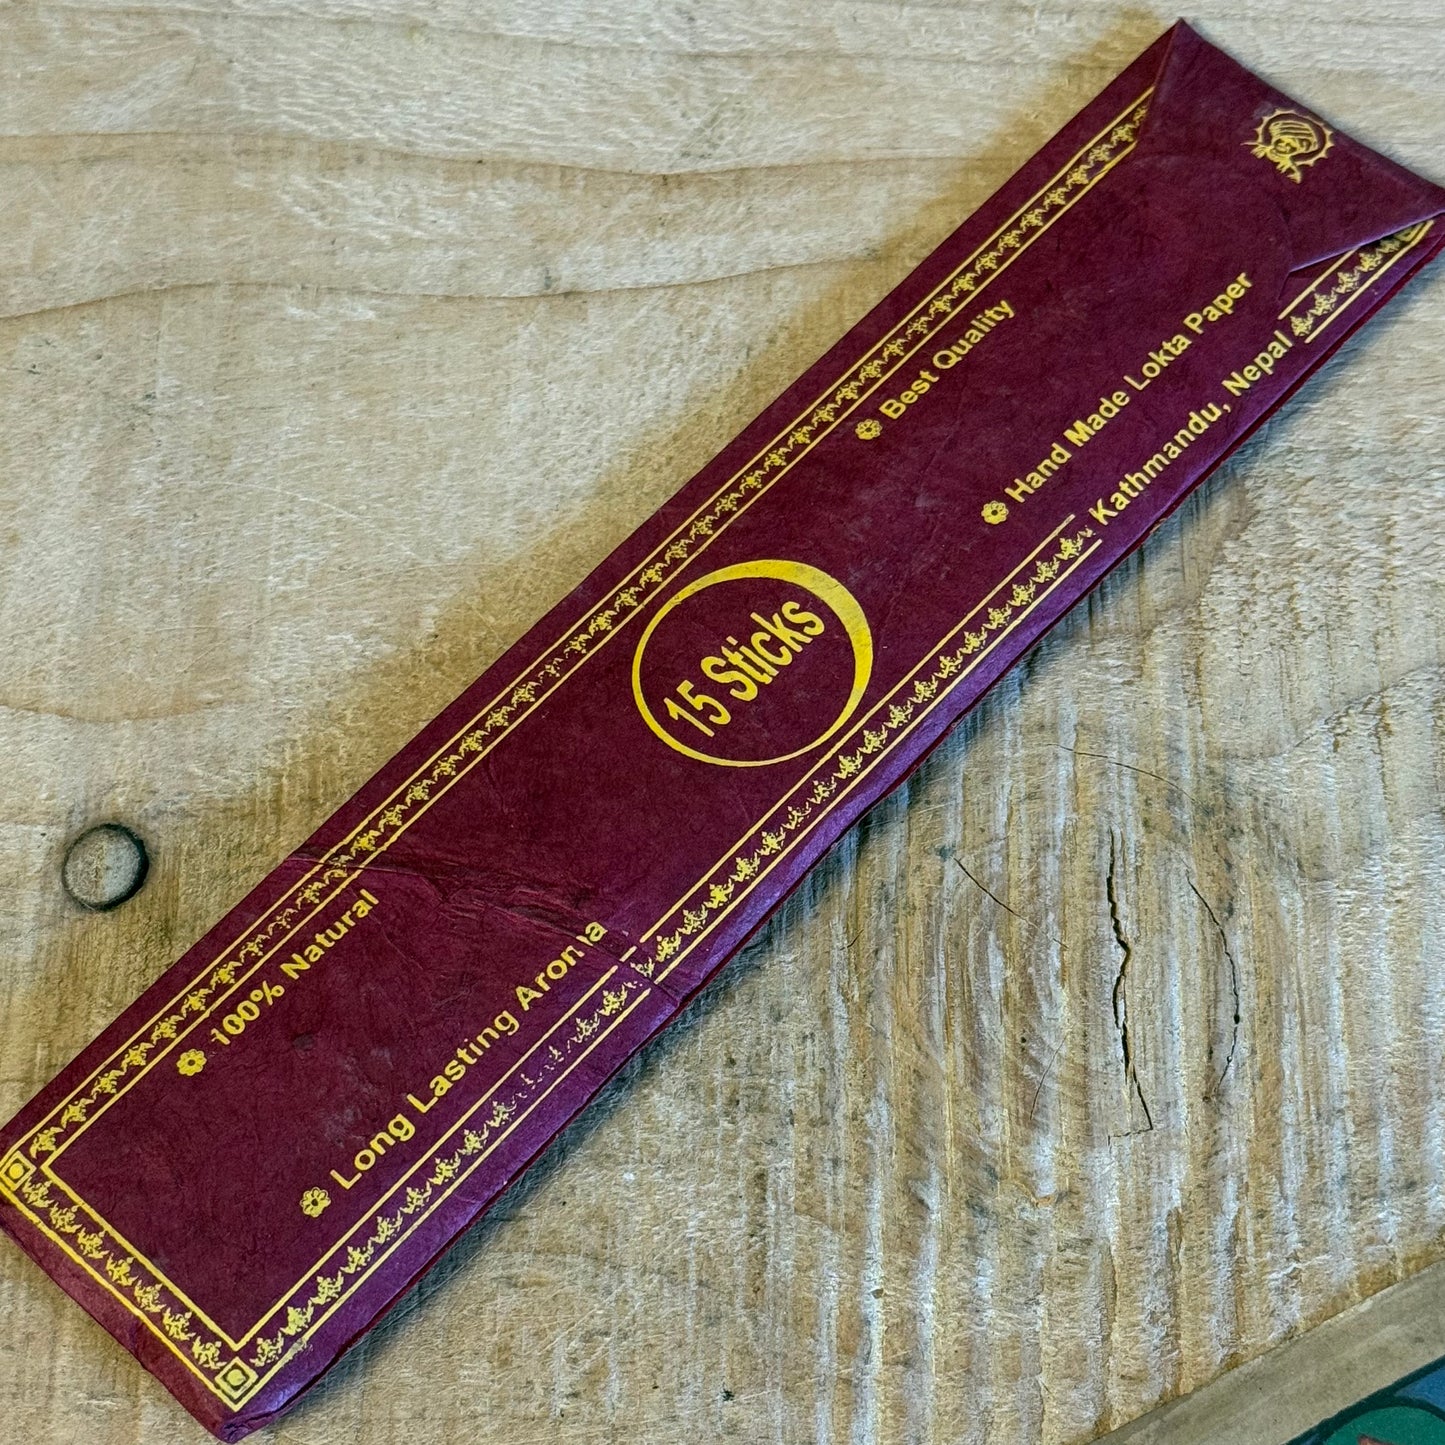 100% Natural
Long Lasting Aroma
15 Sticks
Best Quality
Hand Made Lokta Paper
Kathmandu, Nepal